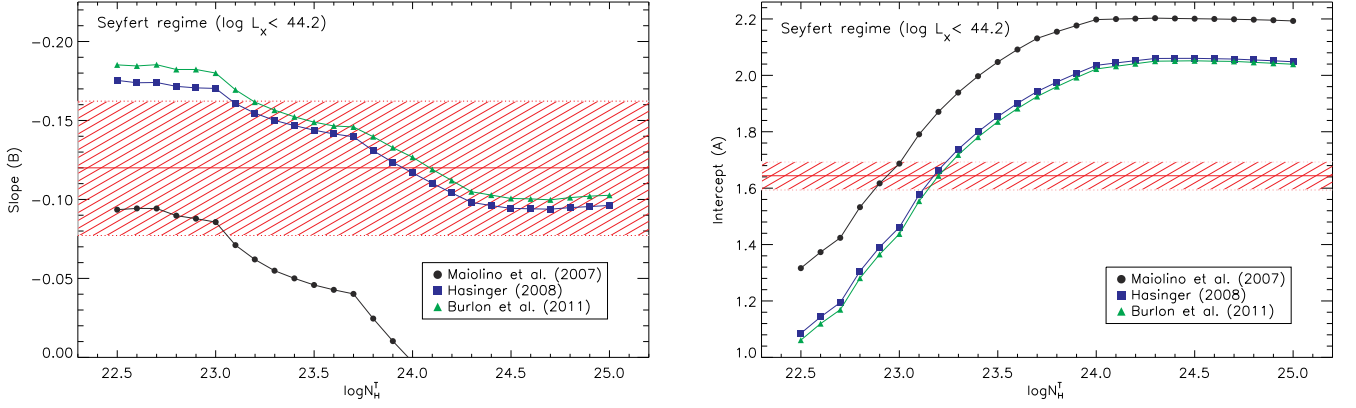 Seyfert regime (log Lx< 44.2)
-0.20
-0.15
-0.10
-0.05
0.00
Slope (B)
Maiolino et al. (2007)
Hasinger (2008)
Burlon et al. (2011)
22.5 23.0 23.5 24.0 24.5 25.0
logN_H^T
Seyfert regime (log Lx< 44.2)
2.2
2.0
1.8
1.6
1.4
1.2
1.0
Intercept (A)
Maiolino et al. (2007)
Hasinger (2008)
Burlon et al. (2011)
22.5 23.0 23.5 24.0 24.5 25.0
logN_H^T